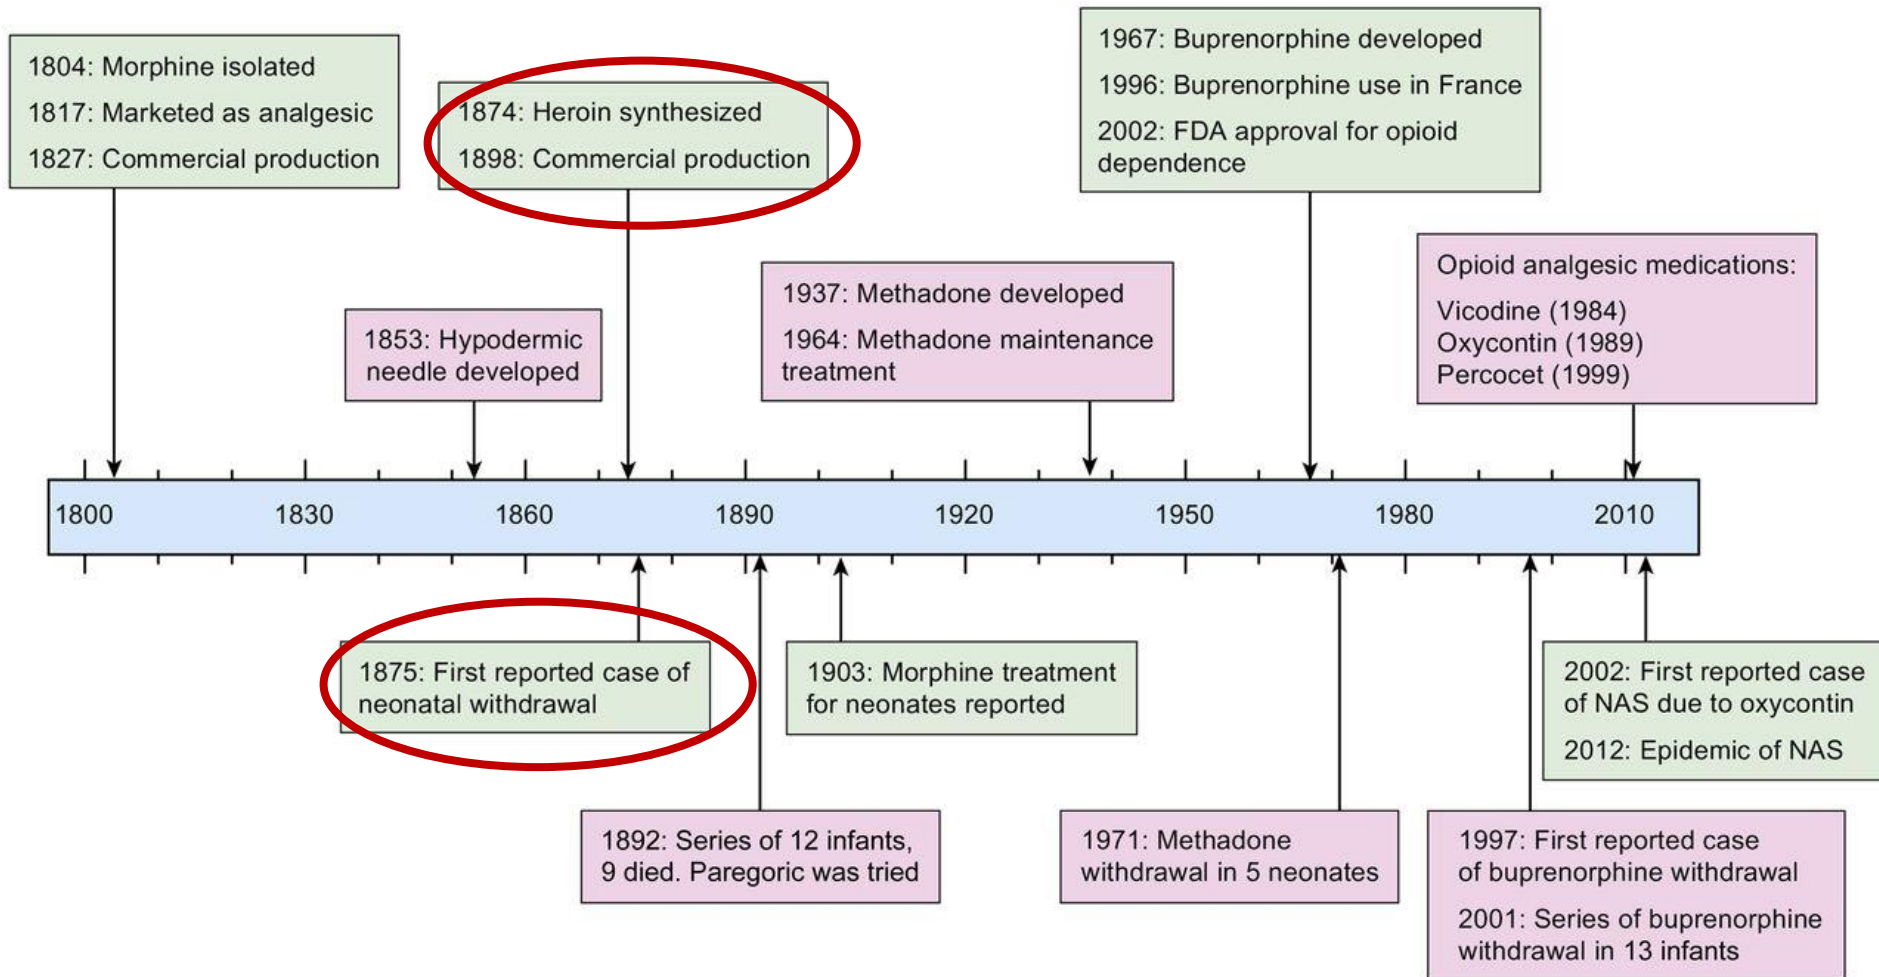 1804: Morphine isolated
1817: Marketed as analgesic
1827: Commercial production
1874: Heroin synthesized
1898: Commercial production
1967: Buprenorphine developed
1996: Buprenorphine use in France
2002: FDA approval for opioid
dependence
1853: Hypodermic
needle developed
1937: Methadone developed
1964: Methadone maintenance
treatment
Opioid analgesic medications:
Vicodine (1984)
Oxycontin (1989)
Percocet (1999)
1800 1830 1860 1890 1920 1950 1980 2010
1875: First reported case of
neonatal withdrawal
1903: Morphine treatment
for neonates reported
2002: First reported case
of NAS due to oxycontin
2012: Epidemic of NAS
1892: Series of 12 infants,
9 died. Paregoric was tried
1971: Methadone
withdrawal in 5 neonates
1997: First reported case
of buprenorphine withdrawal
2001: Series of buprenorphine
withdrawal in 13 infants